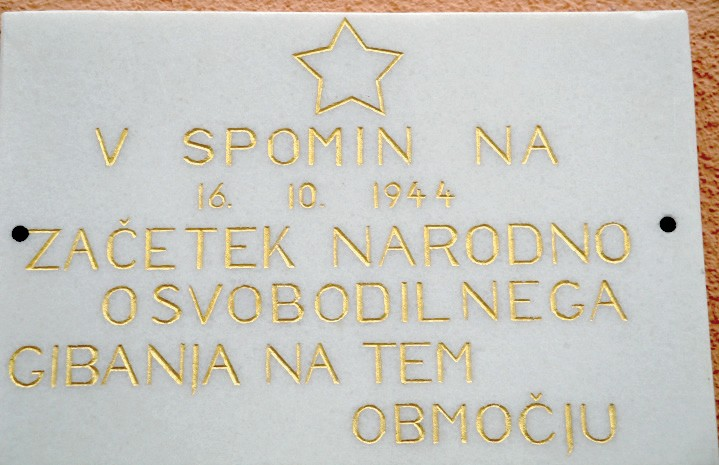 V SPOMIN NA
16. 10. 1944
ZAČETEK NARODNO
OSVOBODILNEGA
GIBANJA NA TEM
OBMOČJU